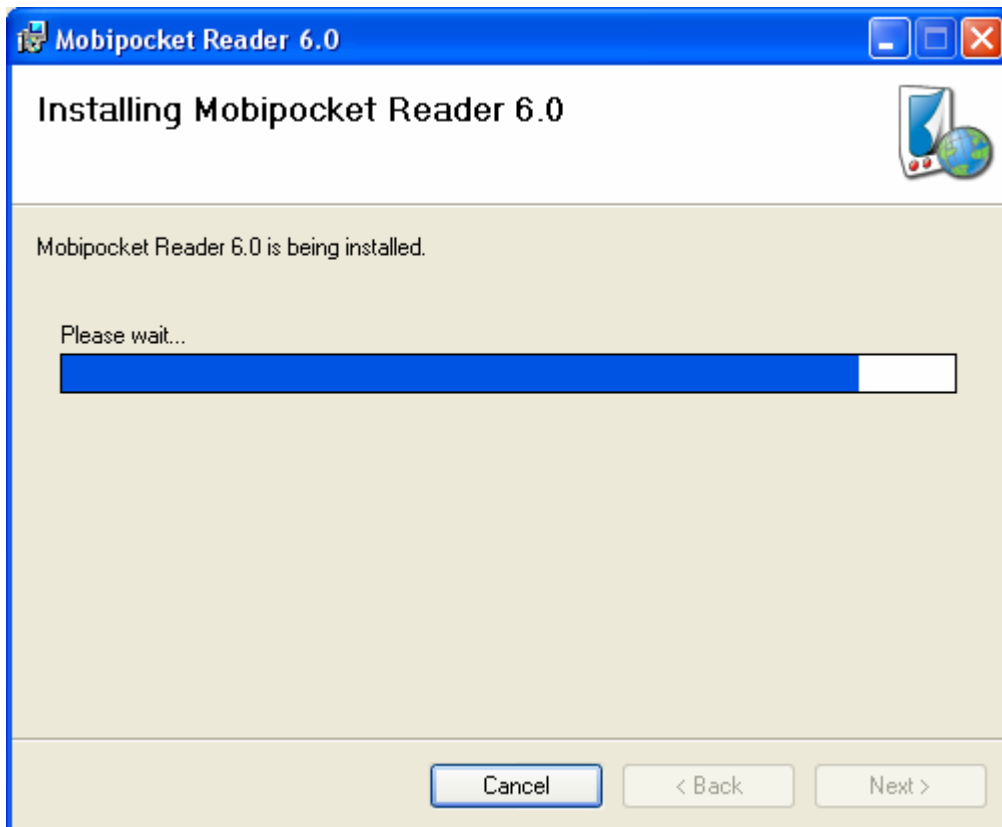 Mobipocket Reader 6.0
Installing Mobipocket Reader 6.0
Mobipocket Reader 6.0 is being installed.
Please wait...
Cancel
< Back
Next >